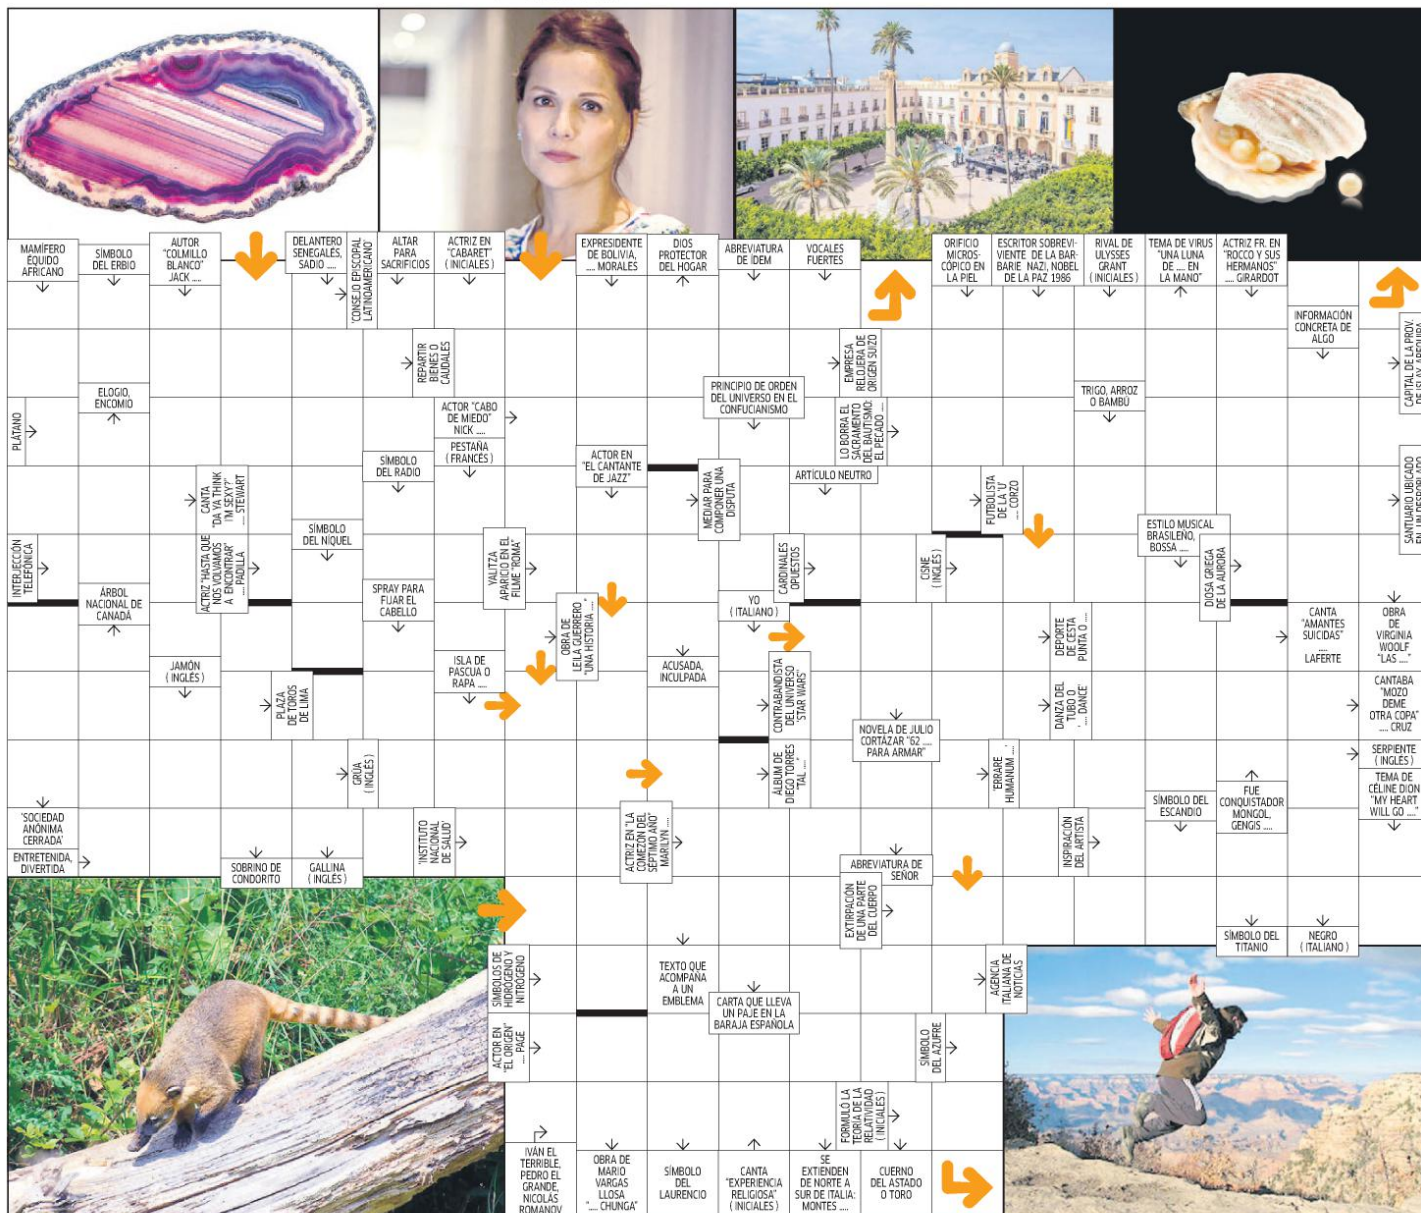 MAMÍFERO
ÉQUIDO
AFRICANO
SÍMBOLO
DEL ERBIO
AUTOR
"COLMILLO
BLANCO"
JACK .....
DELANTERO
SENEGALÉS,
SADIO .....
'CONSEJO EPISCOPAL
LATINOAMERICANO'
ALTAR
PARA
SACRIFICIOS
ACTRIZ EN
"CABARET"
(INICIALES)
EXPRESIDENTE
DE BOLIVIA,
.... MORALES
DIOS
PROTECTOR
DEL HOGAR
ABREVIATURA
DE ÍDEM
VOCALES
FUERTES
ORIFICIO
MICROS-
CÓPICO EN
LA PIEL
ESCRITOR SOBREVI-
VIENTE DE LA BAR-
BARIE NAZI, NOBEL
DE LA PAZ 1986
RIVAL DE
ULYSSES
GRANT
(INICIALES)
TEMA DE VIRUS
"UNA LUNA
DE .... EN
LA MANO"
ACTRIZ FR. EN
"ROCCO Y SUS
HERMANOS"
.... GIRARDOT
INFORMACIÓN
CONCRETA DE
ALGO
REPARTIR
BIENES O
CAUDALES
EMPRESA
RELOJERA DE
ORIGEN SUIZO
CAPITAL DE LA PROV.
DE ISLAY, AREQUIPA
ELOGIO,
ENCOMIO
PRINCIPIO DE ORDEN
DEL UNIVERSO EN EL
CONFUCIANISMO
TRIGO, ARROZ
O BAMBÚ
PLÁTANO
ACTOR "CABO
DE MIEDO"
NICK .....
LO BORRA EL
SACRAMENTO
DEL BAUTISMO:
EL PECADO ....
PESTAÑA
(FRANCÉS)
SÍMBOLO
DEL RADIO
ACTOR EN
"EL CANTANTE
DE JAZZ"
MEDIAR PARA
COMPONER UNA
DISPUTA
ARTÍCULO NEUTRO
CANTA
"DA YA THINK
I'M SEXY?"
.... STEWART
FUTBOLISTA
DE LA 'U'
.... CORZO
SANTUARIO UBICADO
EN UN DESPOBLADO
SÍMBOLO
DEL NÍQUEL
ESTILO MUSICAL
BRASILEÑO,
BOSSA .....
INTERJECCIÓN
TELEFÓNICA
ACTRIZ "HASTA QUE
NOS VOLVAMOS
A ENCONTRAR"
.... PADILLA
YALITZA
APARICIO EN EL
FILME "ROMA"
CARDINALES
OPUESTOS
CISNE
(INGLÉS)
DIOSA GRIEGA
DE LA AURORA
ÁRBOL
NACIONAL DE
CANADÁ
SPRAY PARA
FIJAR EL
CABELLO
OBRA DE
LEILA GUERRERO
"UNA HISTORIA ...."
YO
(ITALIANO)
DEPORTE
DE CESTA
PUNTA O ....
CANTA
"AMANTES
SUICIDAS"
.....
LAFERTE
OBRA
DE
VIRGINIA
WOOLF
"LAS ...."
JAMÓN
(INGLÉS)
ISLA DE
PASCUA O
RAPA .....
ACUSADA,
INCULPADA
PLAZA
DE TOROS
DE LIMA
CONTRABANDISTA
DEL UNIVERSO
'STAR WARS'
DANZA DEL
TUBO O
'.... DANCE'
CANTABA
"MOZO
DEME
OTRA COPA"
..... CRUZ
NOVELA DE JULIO
CORTÁZAR "62 .....
PARA ARMAR"
GRÚA
(INGLÉS)
ÁLBUM DE
DIEGO TORRES
"TAL ...."
"ERRARE
HUMANUM ....."
SERPIENTE
(INGLÉS)
TEMA DE
CÉLINE DION
"MY HEART
WILL GO ...."
FUE
CONQUISTADOR
MONGOL,
GENGIS .....
SÍMBOLO DEL
ESCANDIO
'SOCIEDAD
ANÓNIMA
CERRADA'
ENTRETENIDA,
DIVERTIDA
'INSTITUTO
NACIONAL
DE SALUD'
ACTRIZ EN "LA
COMEZÓN DEL
SÉPTIMO AÑO"
MARILYN .....
INSPIRACIÓN
DEL ARTISTA
SOBRINO DE
CONDORITO
GALLINA
(INGLÉS)
ABREVIATURA DE
SEÑOR
EXTIRPACIÓN
DE UNA PARTE
DEL CUERPO
SÍMBOLO DEL
TITANIO
NEGRO
(ITALIANO)
SÍMBOLOS DE
HIDRÓGENO Y
NITRÓGENO
TEXTO QUE
ACOMPAÑA
A UN
EMBLEMA
AGENCIA
ITALIANA DE
NOTICIAS
CARTA QUE LLEVA
UN PAJE EN LA
BARAJA ESPAÑOLA
ACTOR EN
"EL ORIGEN"
.... PAGE
SÍMBOLO
DEL AZUFRE
FORMULÓ LA
TEORÍA DE LA
RELATIVIDAD
(INICIALES)
IVÁN EL
TERRIBLE,
PEDRO EL
GRANDE,
NICOLÁS
ROMANOV
OBRA DE
MARIO
VARGAS
LLOSA
".... CHUNGA"
SÍMBOLO
DEL
LAURENCIO
CANTA
"EXPERIENCIA
RELIGIOSA"
(INICIALES)
SE
EXTIENDEN
DE NORTE A
SUR DE ITALIA:
MONTES ....
CUERNO
DEL ASTADO
O TORO